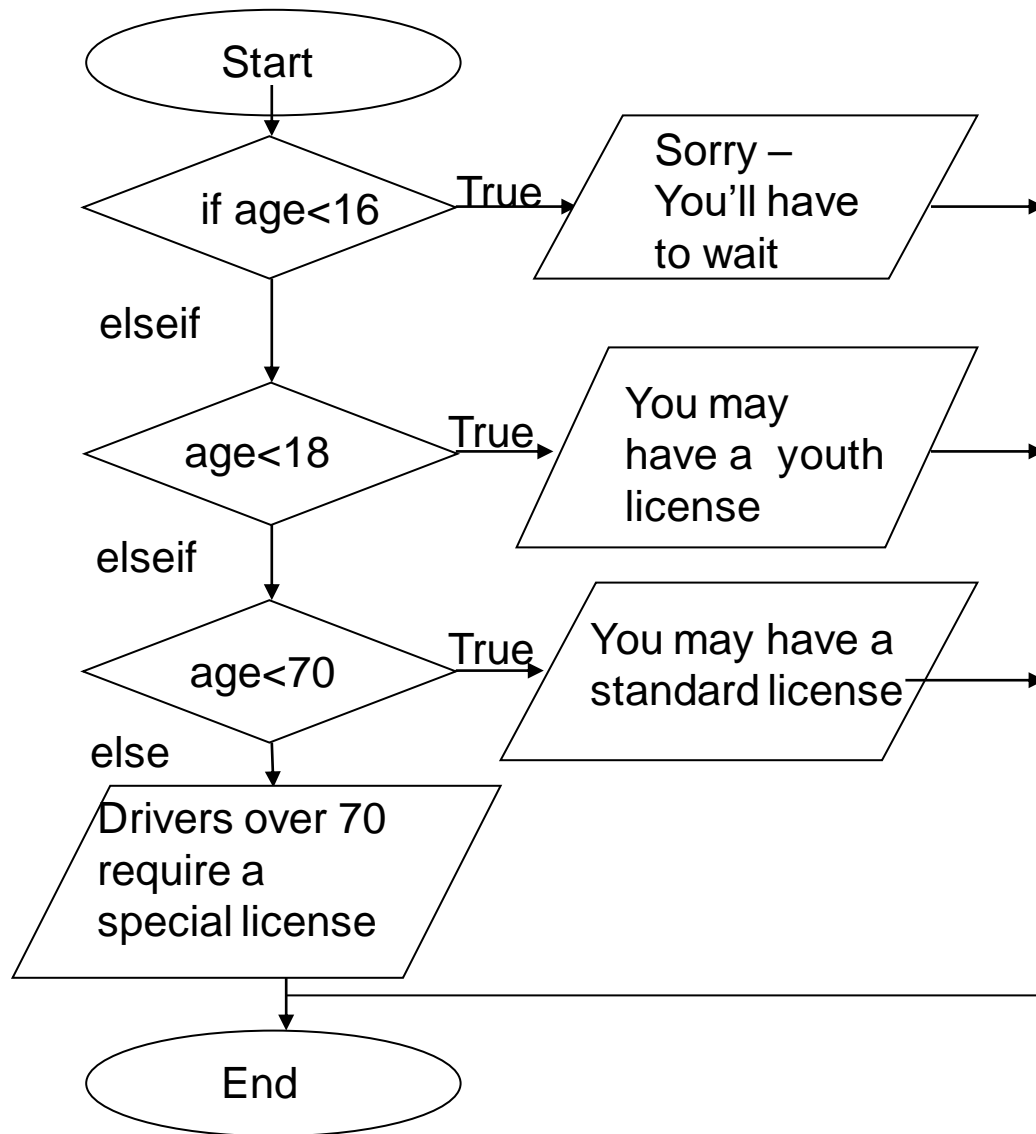 Start
if age<16
True
Sorry –
You'll have
to wait
elseif
age<18
True
You may
have a youth
license
elseif
age<70
True
You may have a
standard license
else
Drivers over 70
require a
special license
End